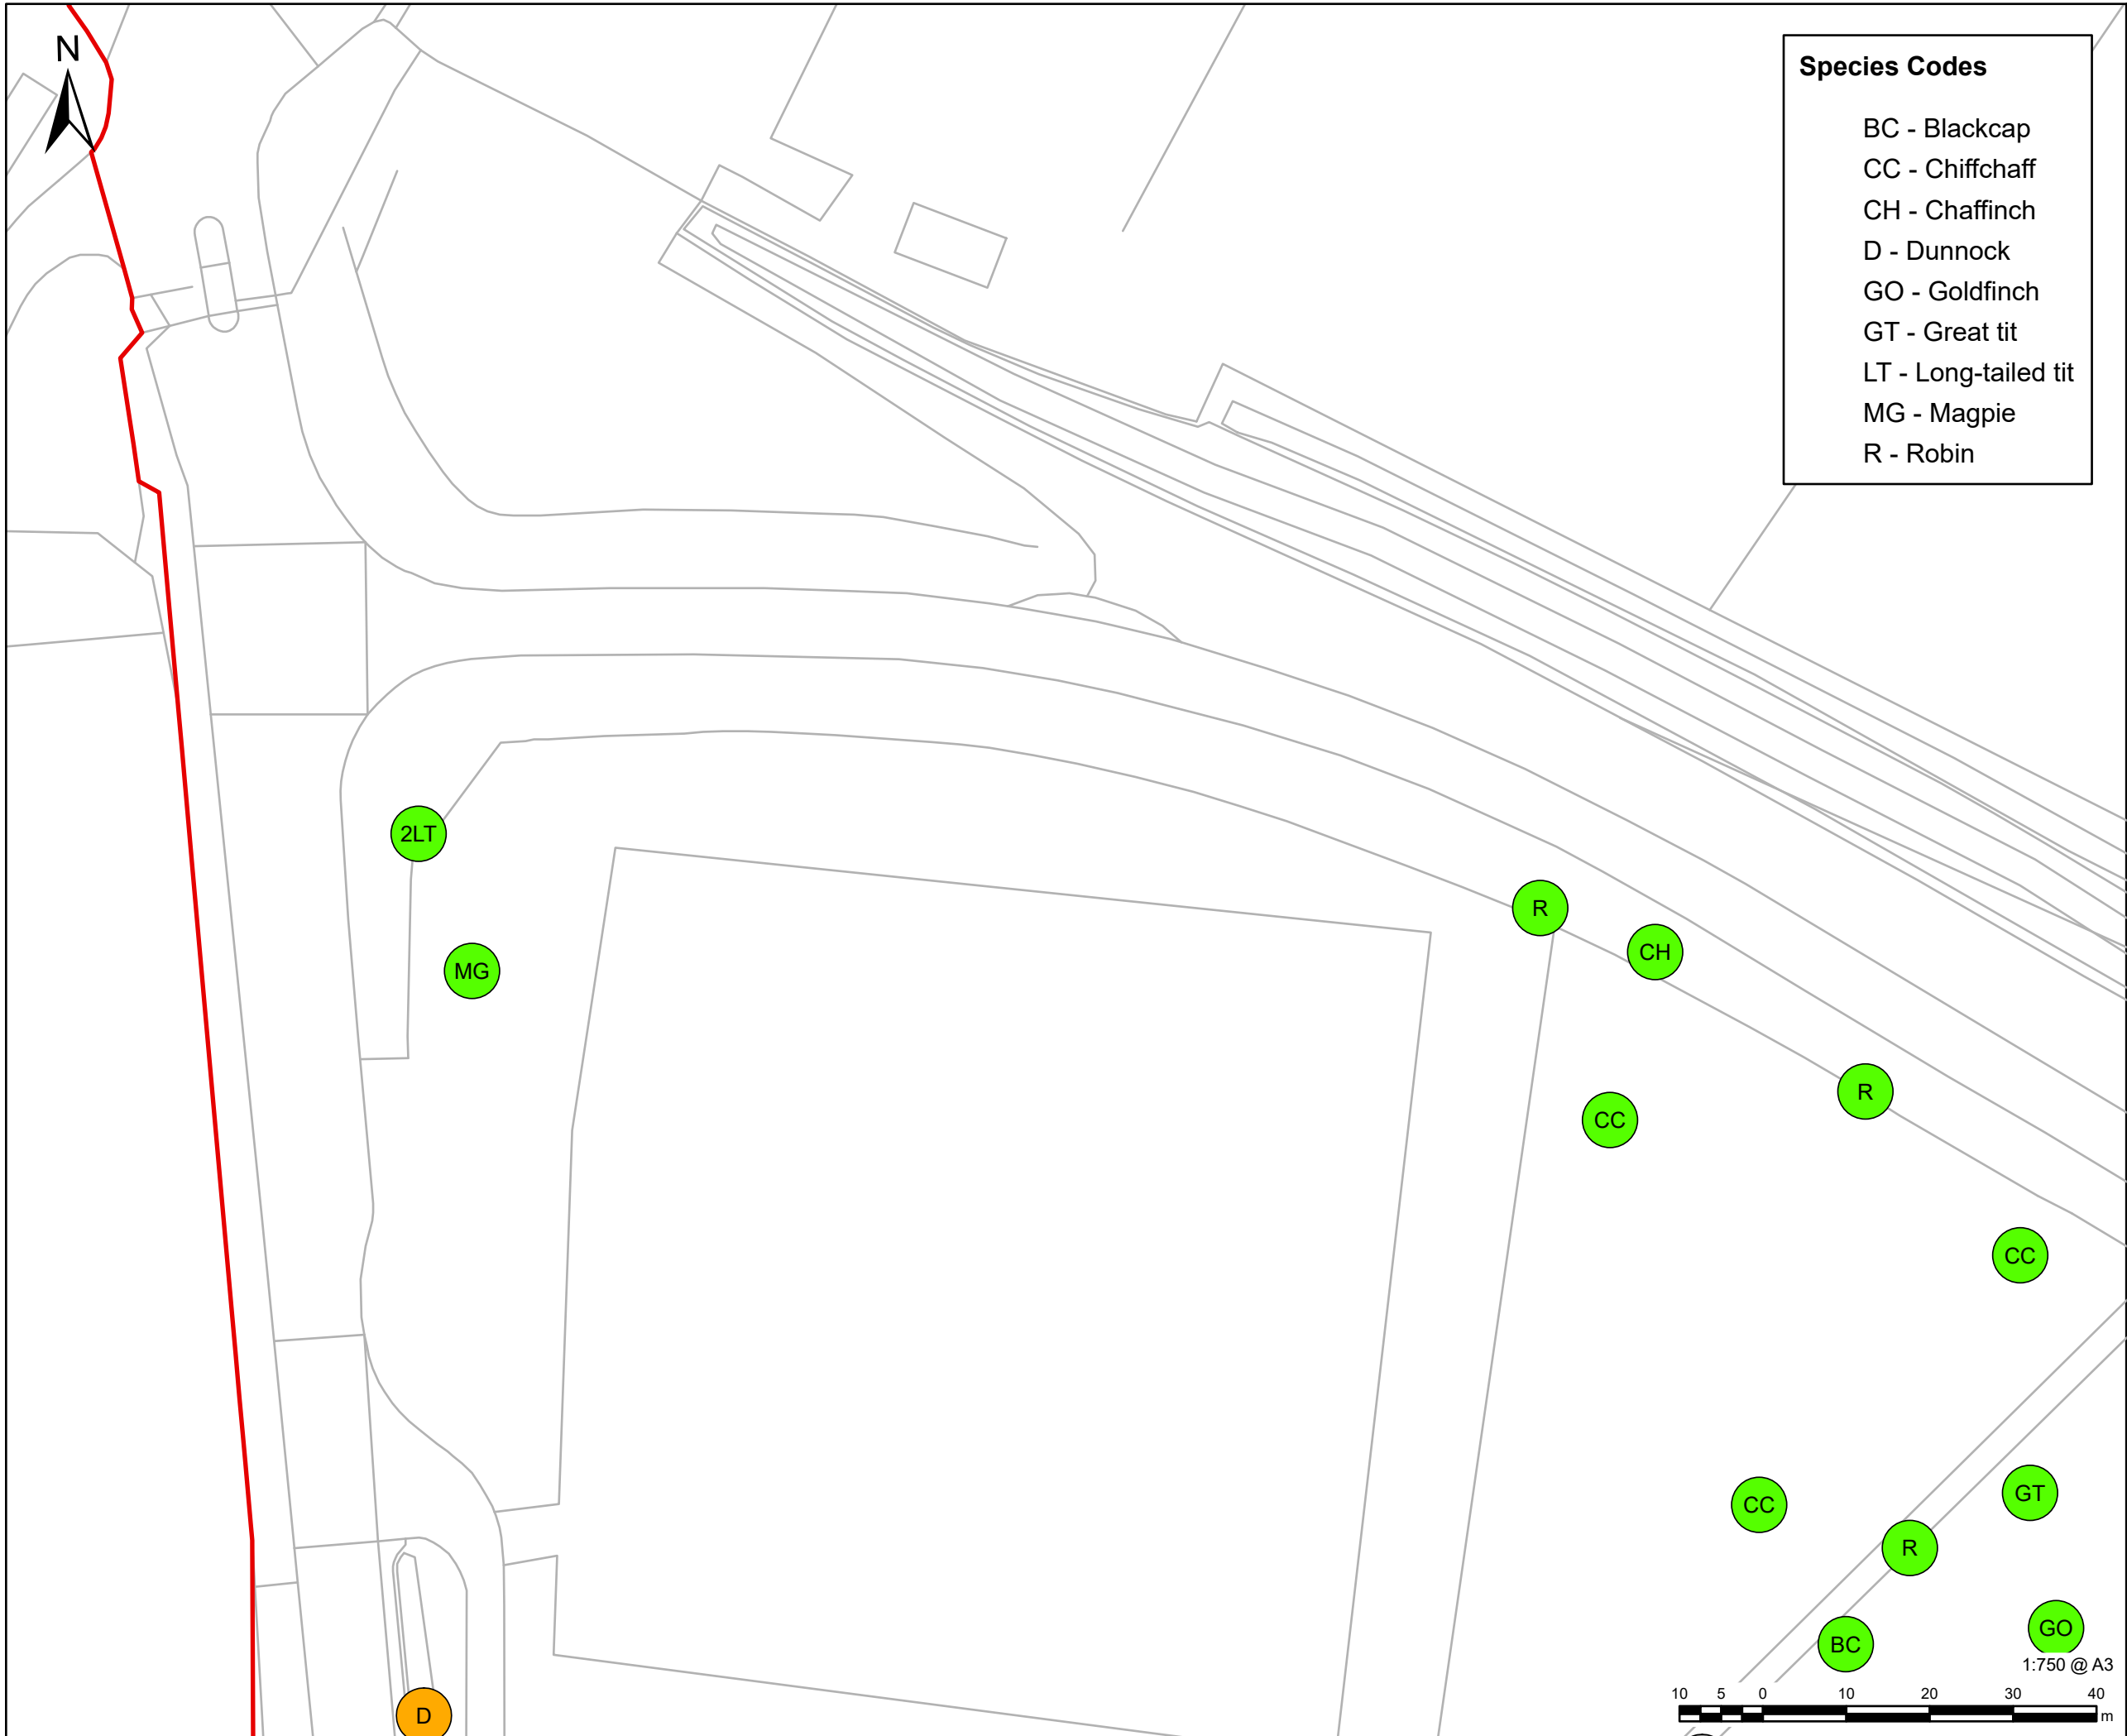 N
Species Codes
BC - Blackcap
CC - Chiffchaff
CH - Chaffinch
D - Dunnock
GO - Goldfinch
GT - Great tit
LT - Long-tailed tit
MG - Magpie
R - Robin
2LT
R
CH
MG
R
CC
CC
GT
CC
R
GO
BC
1:750 @ A3
10 5 0 10 20 30 40
m
D